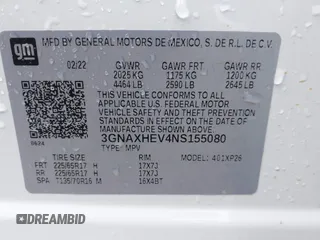 gm
MFD BY GENERAL MOTORS DE MEXICO, S. DE R.L. DE C.V.
02/22 GVWR GAWR FRT GAWR RR
2025 KG 1175 KG 1200 KG
4464 LB 2590 LB 2645 LB
THIS VEHICLE CONFORMS TO ALL APPLICABLE U.S. FEDERAL MOTOR
VEHICLE SAFETY, BUMPER, AND THEFT PREVENTION STANDARDS
IN EFFECT ON THE DATE OF MANUFACTURE SHOWN ABOVE.
3GNAXHEV4NS155080
TYPE: MPV
TIRE SIZE SPEED RTG RIM MODEL: 401XP26
FRT 225/65R17 H 17X7J
RR 225/65R17 H 17X7J
SPA T135/70R16 M 16X4BT